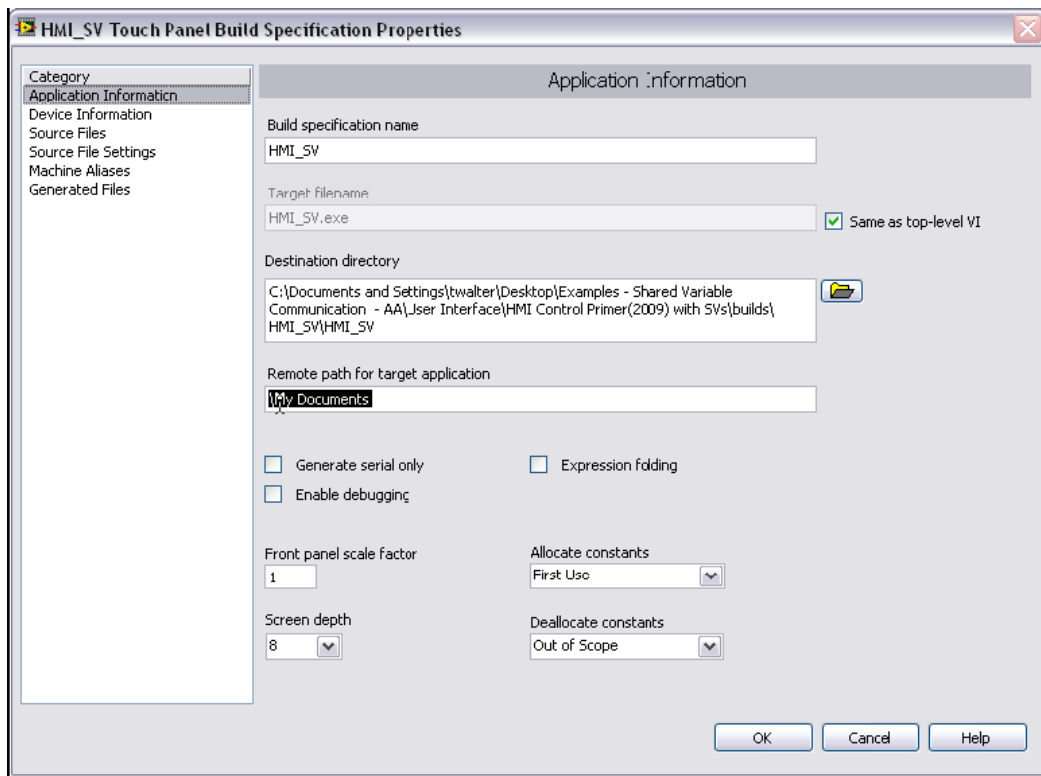 HMI_SV Touch Panel Build Specification Properties
Category
Application Information
Device Information
Source Files
Source File Settings
Machine Aliases
Generated Files
Application Information
Build specification name
HMI_SV
Target filename
HMI_SV.exe
Same as top-level VI
Destination directory
C:\Documents and Settings\twalter\Desktop\Examples - Shared Variable
Communication - AA\User Interface\HMI Control Primer(2009) with SVs\builds\
HMI_SV\HMI_SV
Remote path for target application
\My Documents
Generate serial only
Expression folding
Enable debugging
Front panel scale factor
1
Allocate constants
First Use
Screen depth
8
Deallocate constants
Out of Scope
OK
Cancel
Help